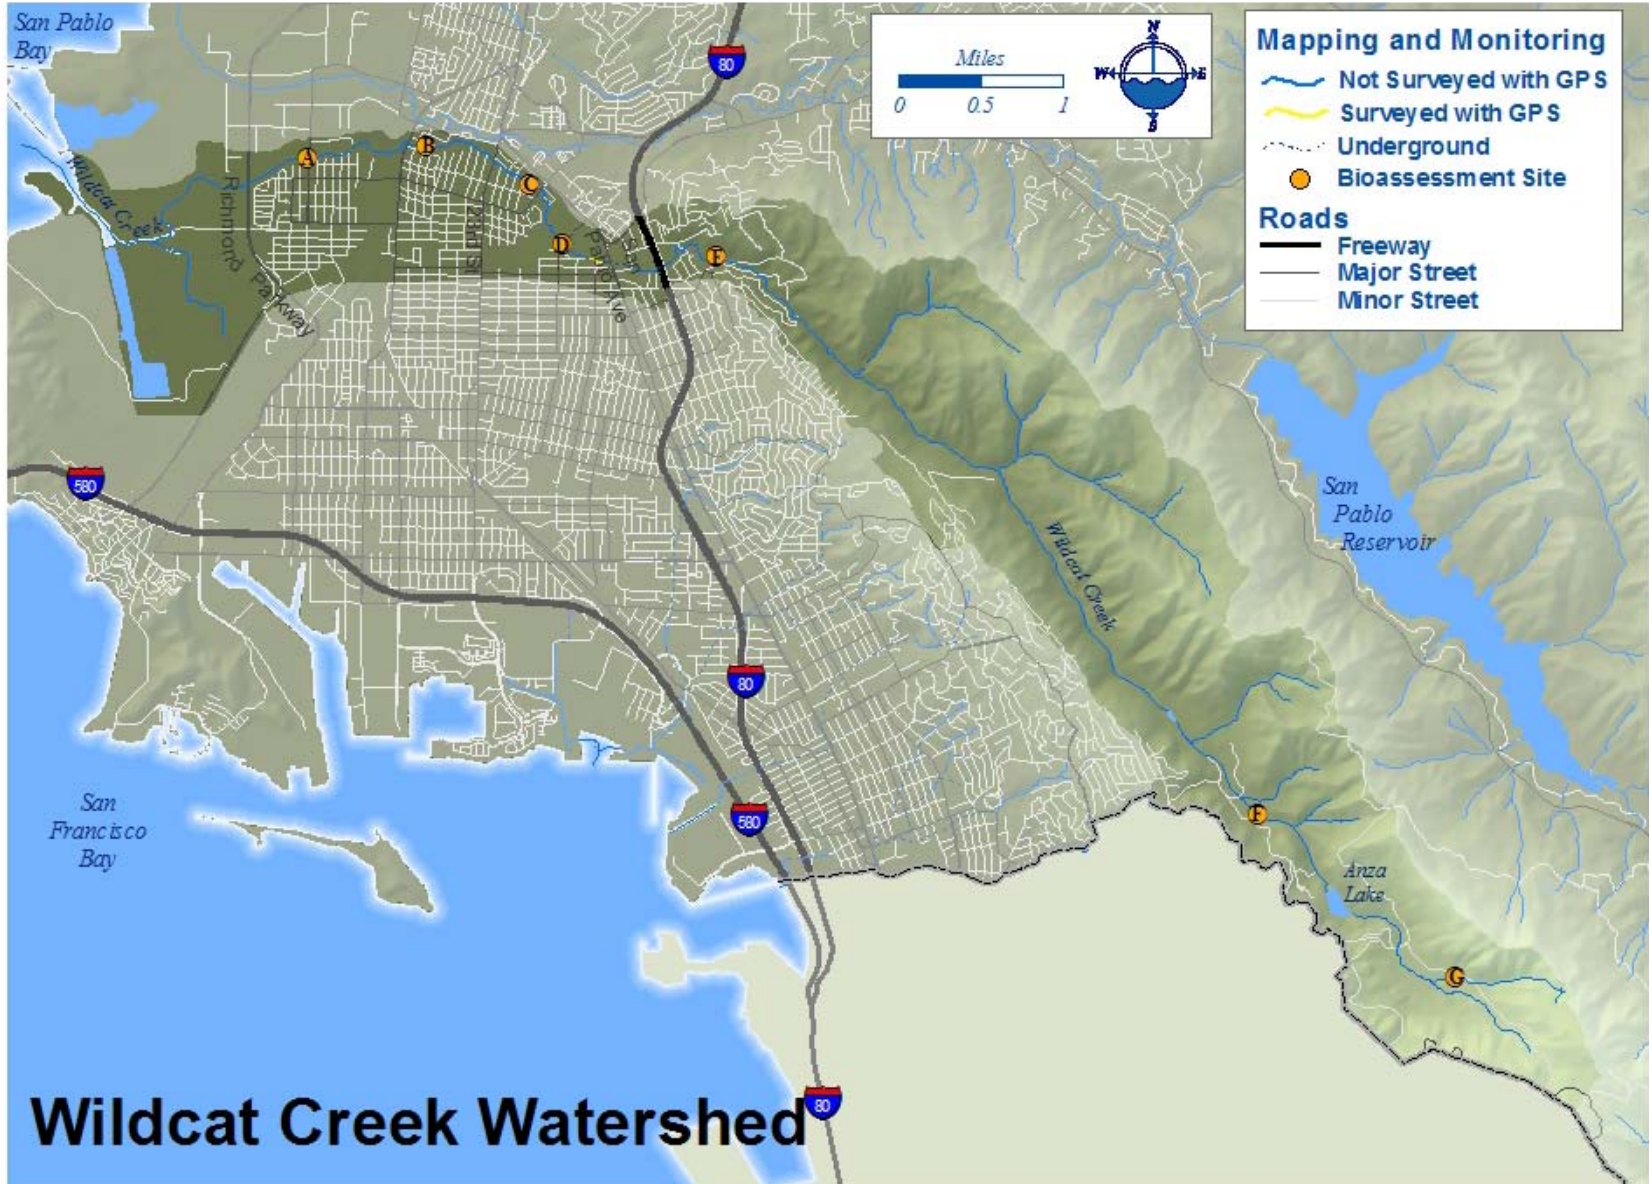 San Pablo
Bay
80
Miles
0 0.5 1
N
W E
S
Mapping and Monitoring
Not Surveyed with GPS
Surveyed with GPS
Underground
Bioassessment Site
Roads
Freeway
Major Street
Minor Street
A
B
C
D
E
Wildcat Creek
Richmond Parkway
23rd St
San
Pablo Ave
580
San
Pablo
Reservoir
Wildcat Creek
80
580
San
Francisco
Bay
F
Anza
Lake
G
80
Wildcat Creek Watershed